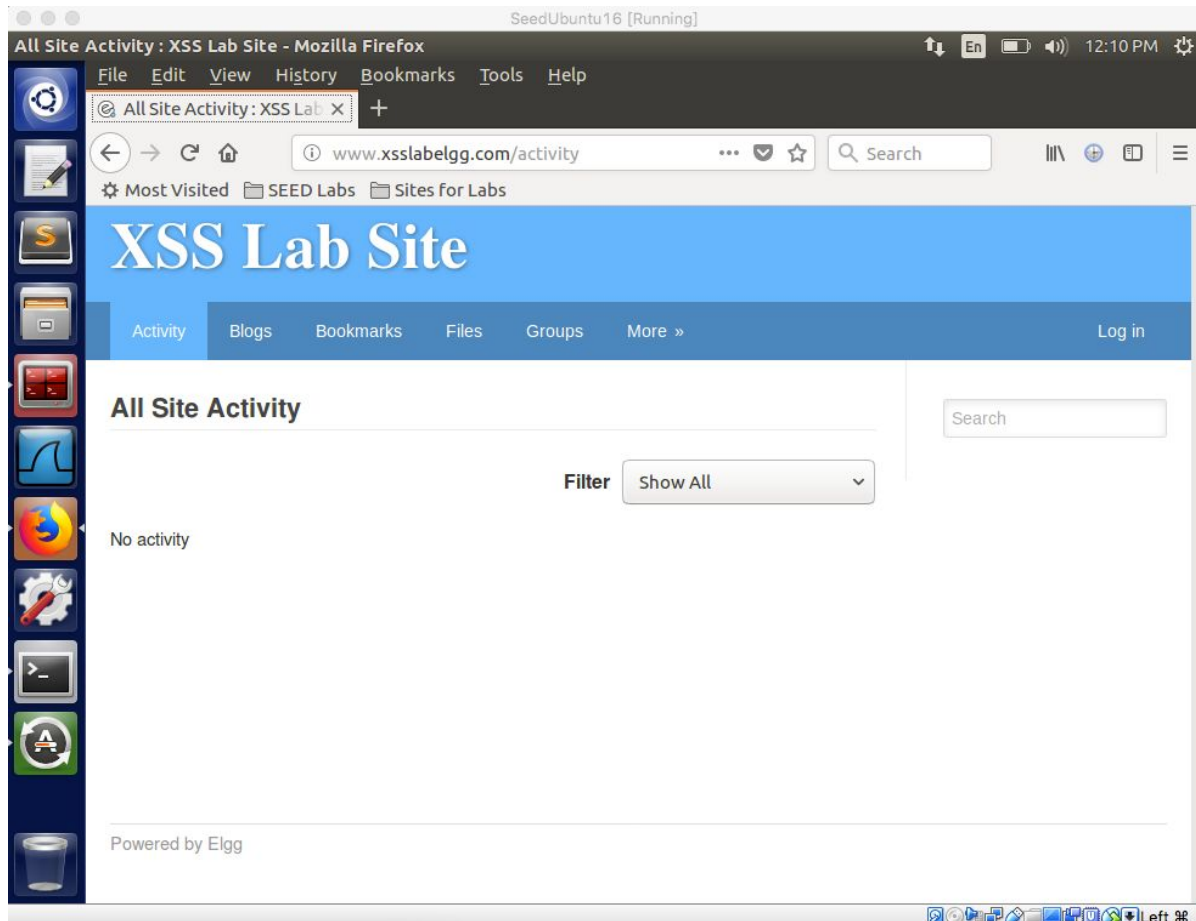 SeedUbuntu16 [Running]
All Site Activity : XSS Lab Site - Mozilla Firefox En 12:10 PM
File Edit View History Bookmarks Tools Help
All Site Activity : XSS Lab
www.xsslabelgg.com/activity Search
Most Visited SEED Labs Sites for Labs
XSS Lab Site
Activity Blogs Bookmarks Files Groups More » Log in
All Site Activity
Search
Filter Show All
No activity
Powered by Elgg
Left ⌘